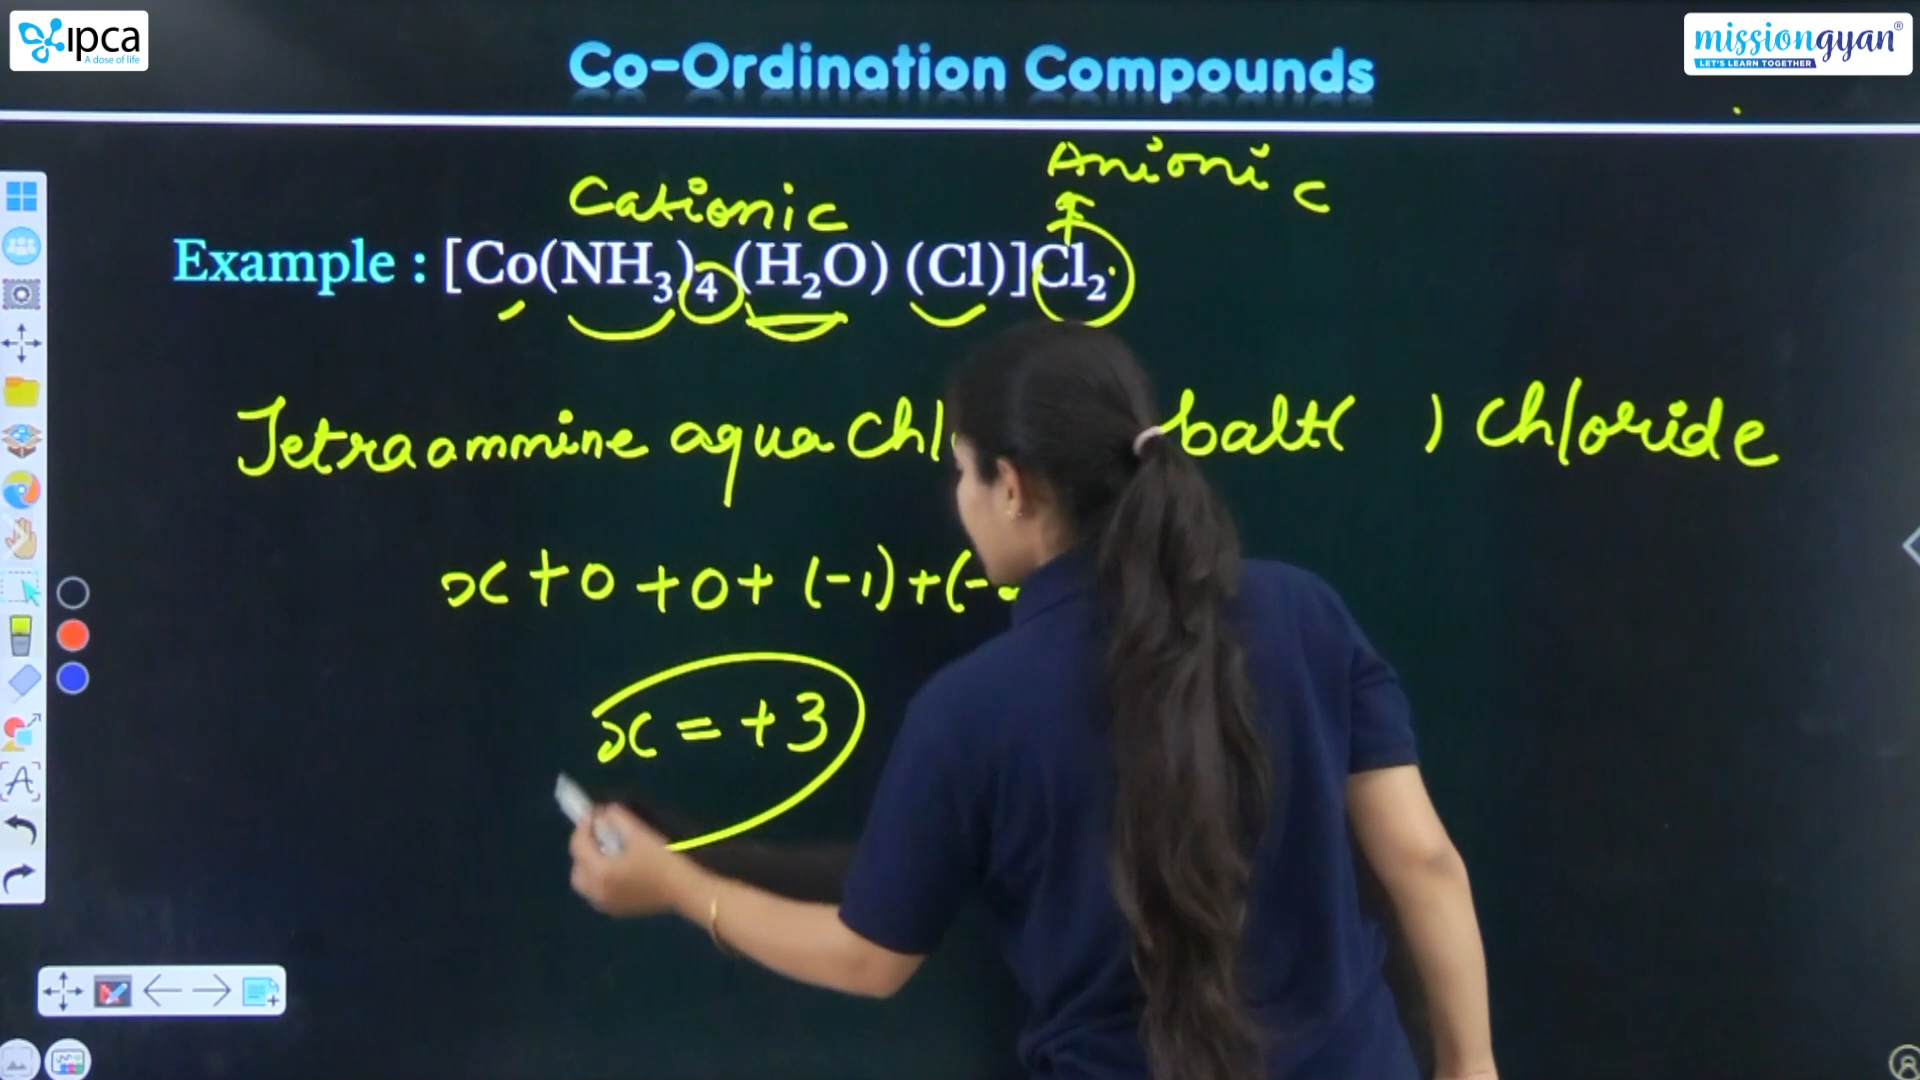 ipca
A dose of life
missiongyan®
LET'S LEARN TOGETHER
Co-Ordination Compounds
Cationic
Anionic
Example : [Co(NH₃)₄ (H₂O) (Cl)]Cl₂
Tetraammine aqua balt( ) chloride
x + 0 + 0 + (-1) + (-
x = +3